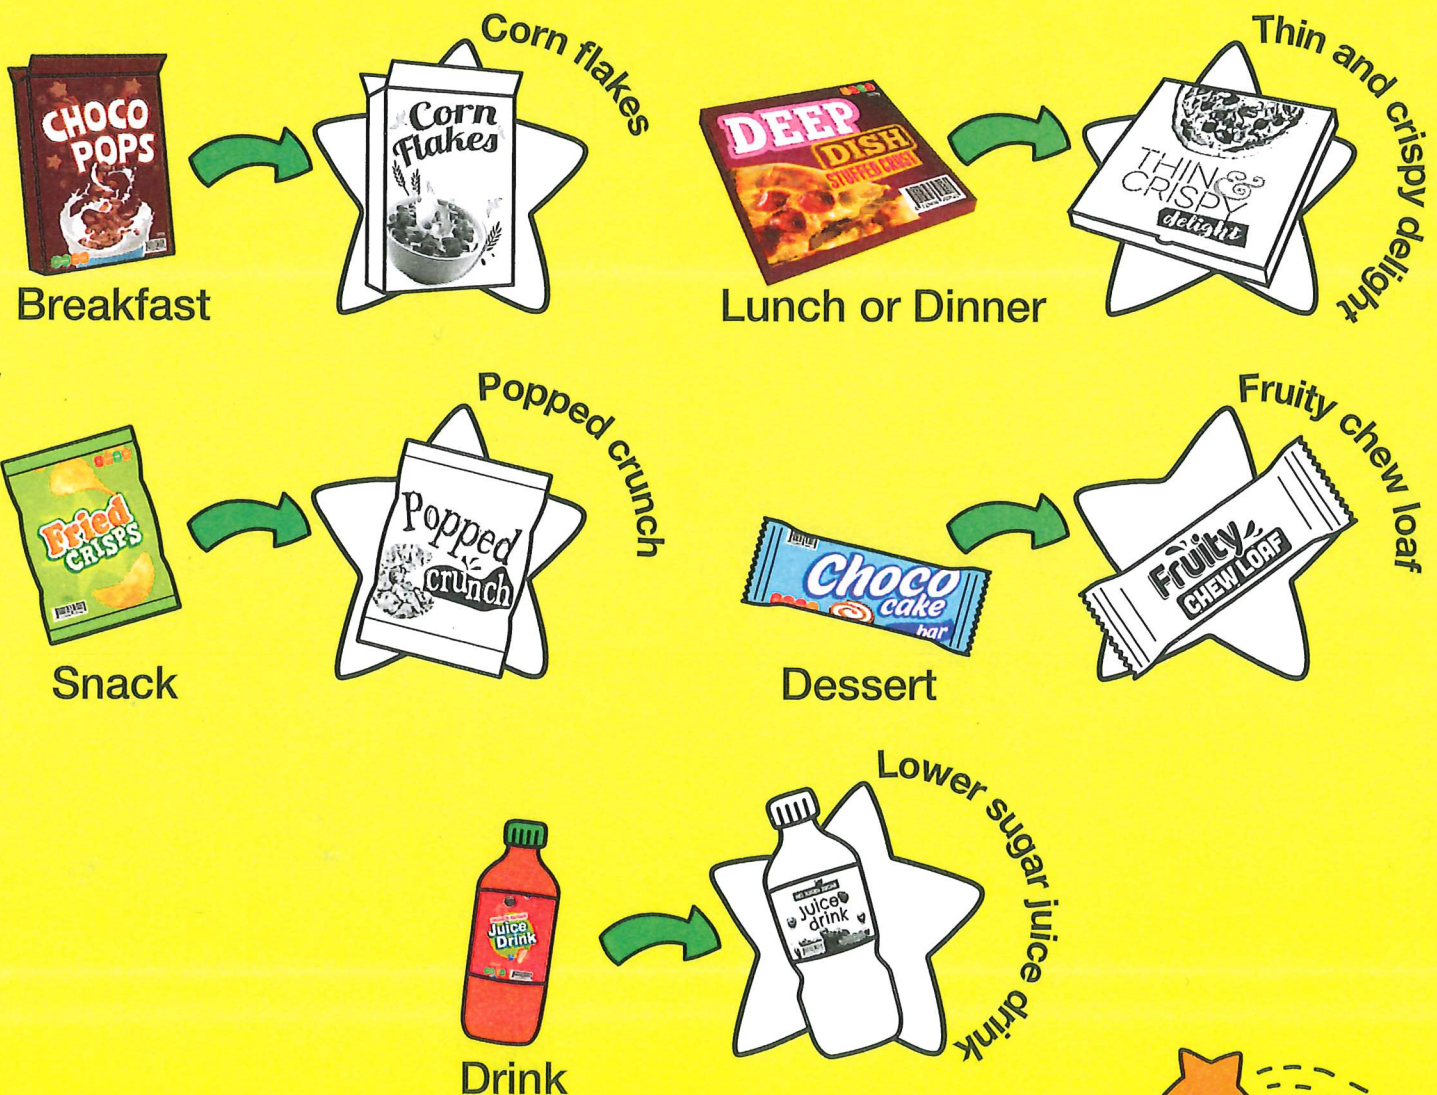 Corn flakes
CHOCO
POPS
Corn
Flakes
Breakfast
Thin and crispy delight
DEEP
DISH
STUFFED CRUST
THIN &
CRISPY
delight
Lunch or Dinner
Popped crunch
Fried
CRISPS
Popped
crunch
Snack
Fruity chew loaf
Choco
cake
bar
Fruity
CHEW LOAF
Dessert
Lower sugar juice drink
Juice
Drink
juice
drink
Drink